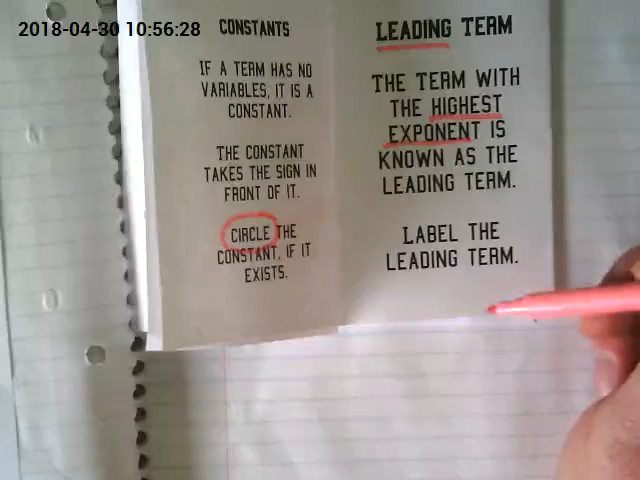 2018-04-30 10:56:28
CONSTANTS
IF A TERM HAS NO
VARIABLES, IT IS A
CONSTANT.
THE CONSTANT
TAKES THE SIGN IN
FRONT OF IT.
CIRCLE THE
CONSTANT, IF IT
EXISTS.
LEADING TERM
THE TERM WITH
THE HIGHEST
EXPONENT IS
KNOWN AS THE
LEADING TERM.
LABEL THE
LEADING TERM.